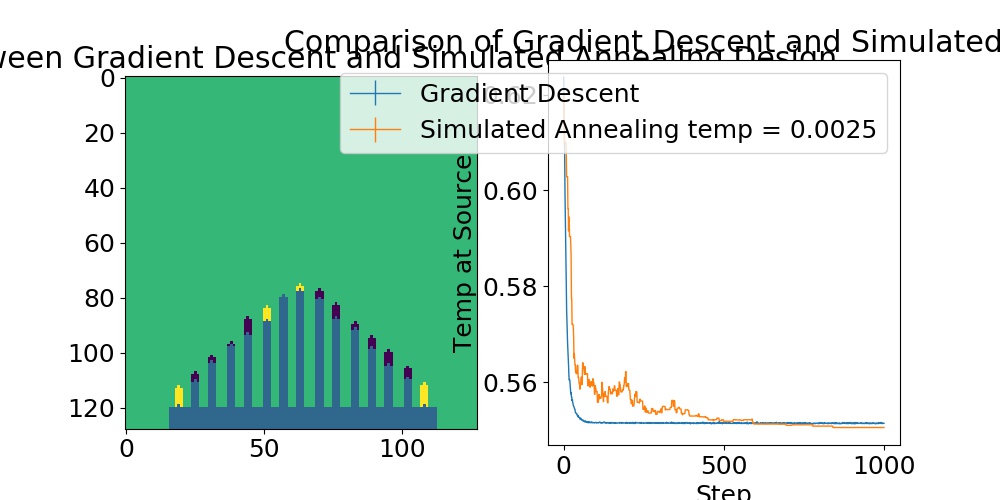 Comparison of Gradient Descent and Simulated
Gradient Descent and Simulated Annealing Design
Gradient Descent
Simulated Annealing temp = 0.0025
0
20
40
60
80
100
120
0 50 100
Temp at Source
0.62
0.60
0.58
0.56
0 500 1000
Step